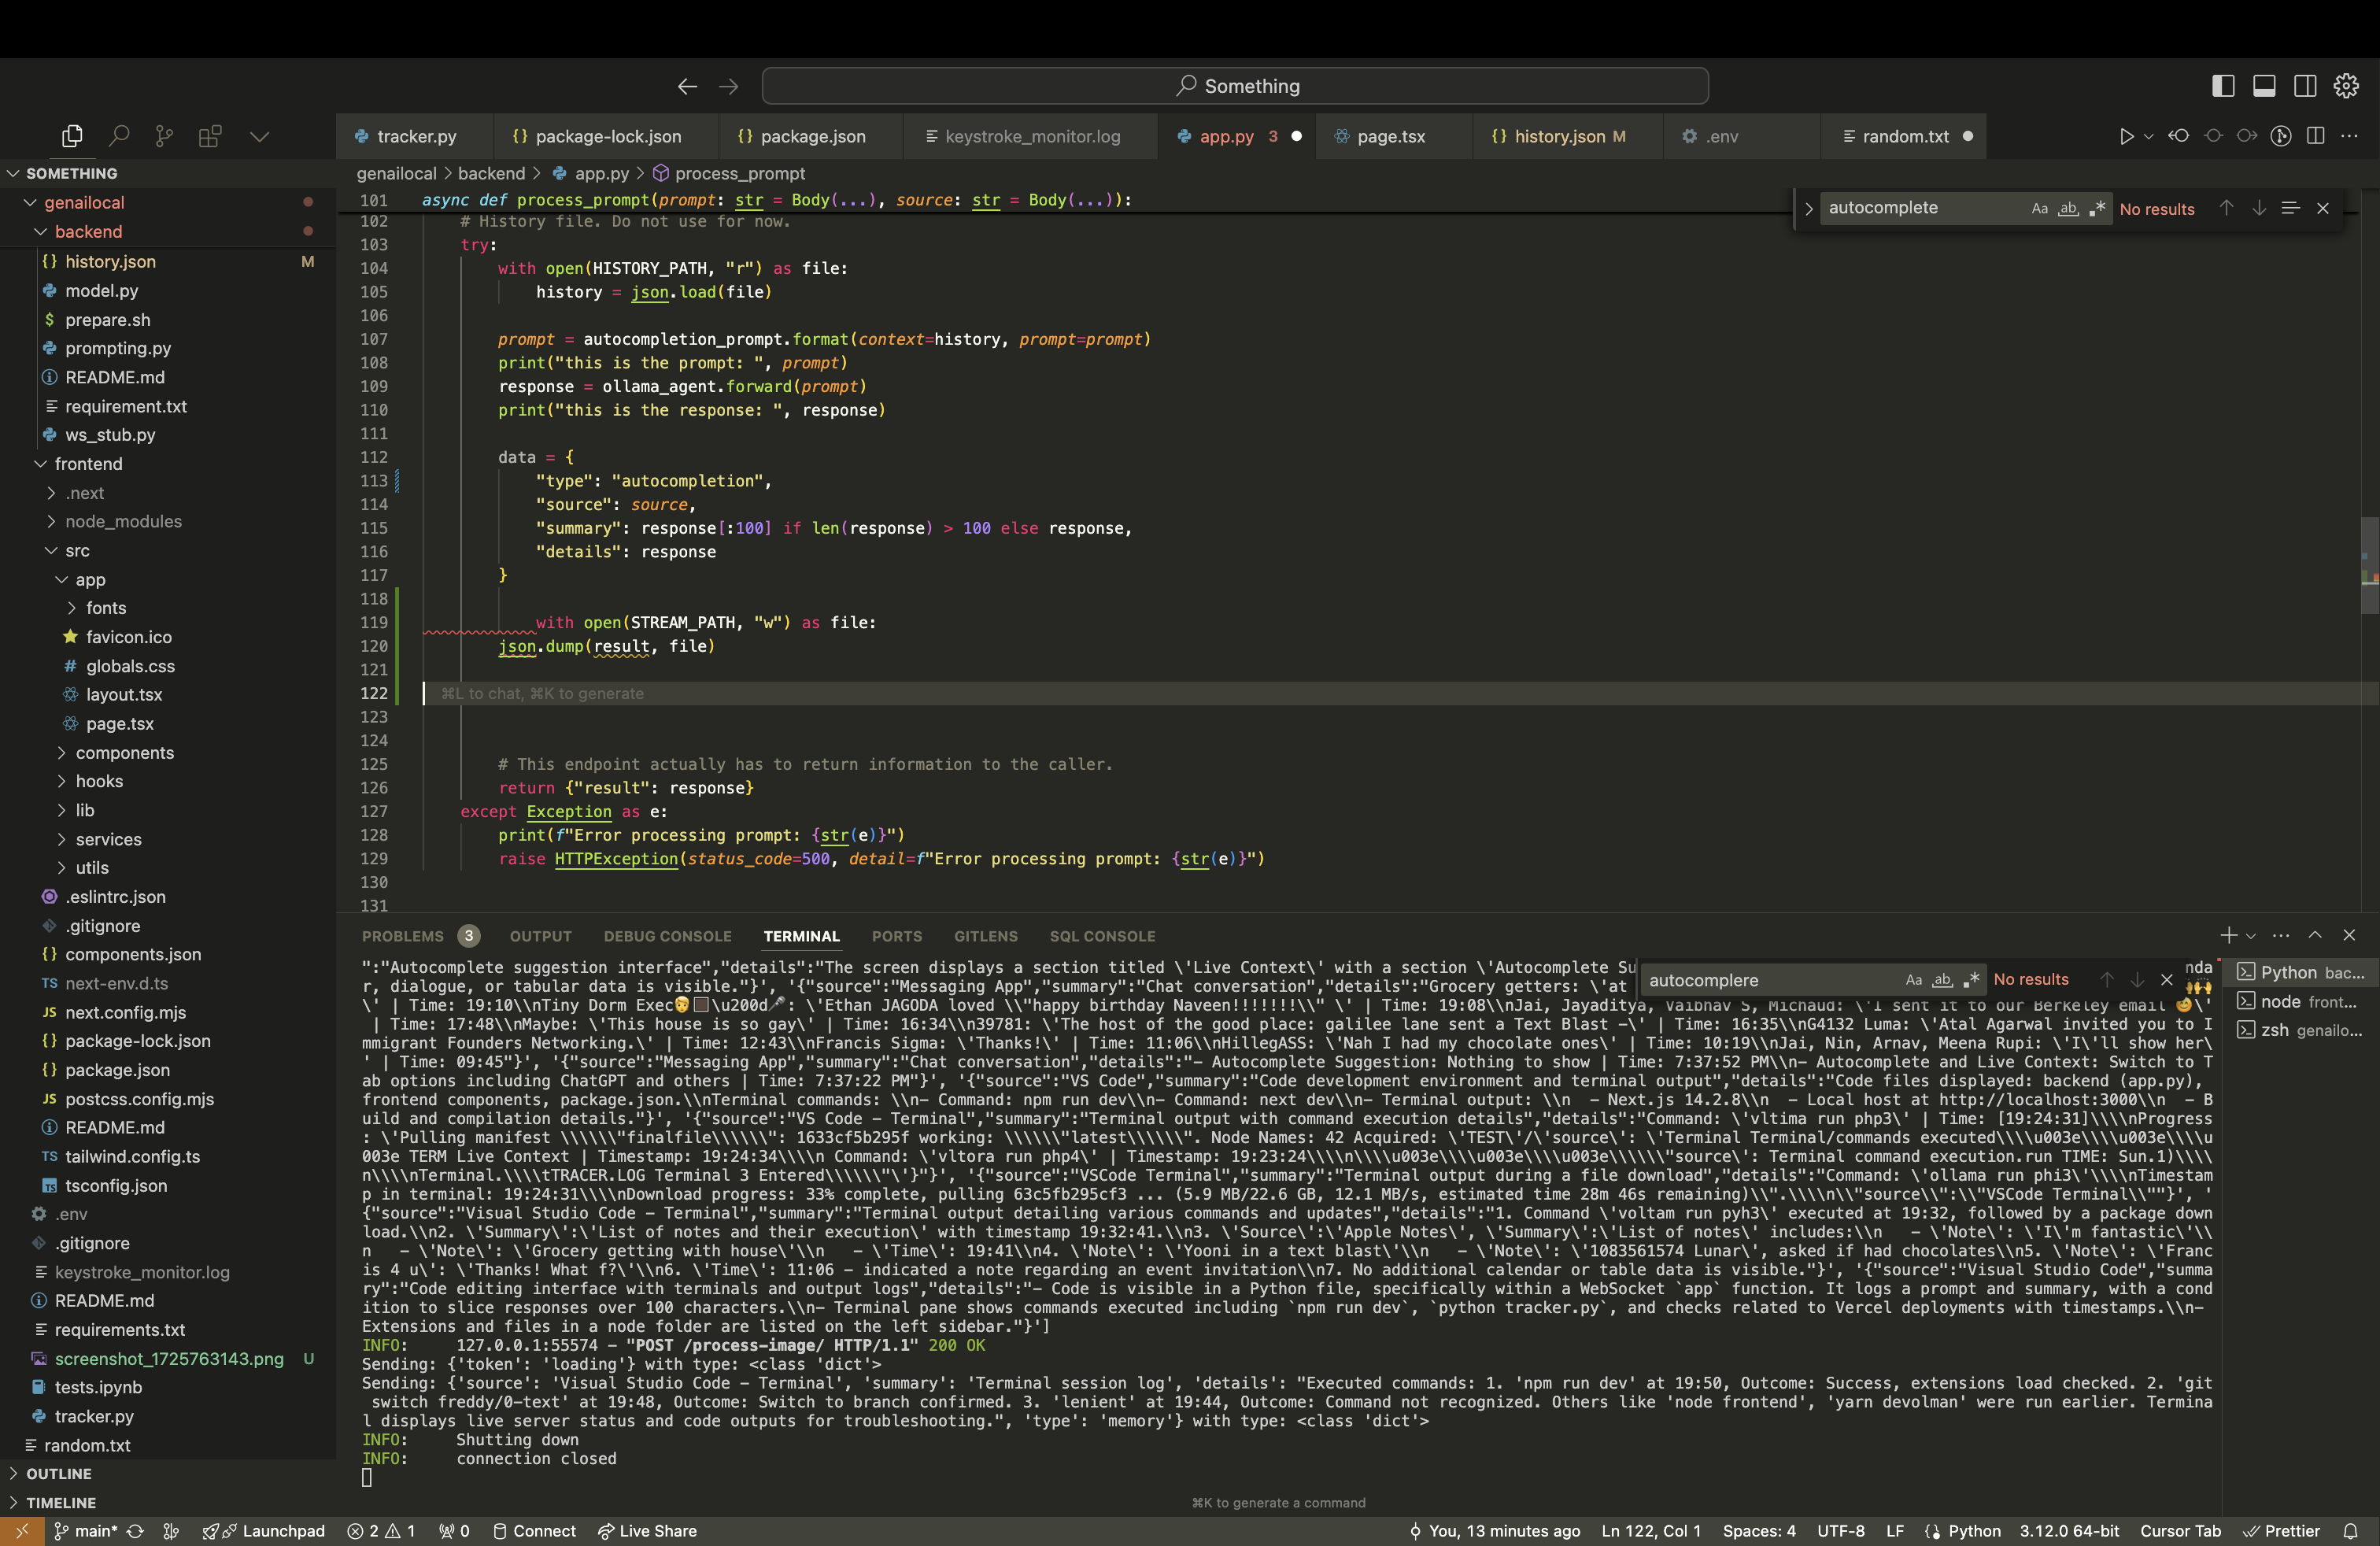 Something
tracker.py
package-lock.json
package.json
keystroke_monitor.log
app.py 3
page.tsx
history.json M
.env
random.txt
SOMETHING
genailocal
backend
history.json M
model.py
prepare.sh
prompting.py
README.md
requirement.txt
ws_stub.py
frontend
.next
node_modules
src
app
fonts
favicon.ico
globals.css
layout.tsx
page.tsx
components
hooks
lib
services
utils
.eslintrc.json
.gitignore
components.json
next-env.d.ts
next.config.mjs
package-lock.json
package.json
postcss.config.mjs
README.md
tailwind.config.ts
tsconfig.json
.env
.gitignore
keystroke_monitor.log
README.md
requirements.txt
screenshot_1725763143.png U
tests.ipynb
tracker.py
random.txt
OUTLINE
TIMELINE
genailocal > backend > app.py > process_prompt
autocomplete Aa ab No results
101 async def process_prompt(prompt: str = Body(...), source: str = Body(...)):
102 # History file. Do not use for now.
103 try:
104 with open(HISTORY_PATH, "r") as file:
105 history = json.load(file)
106
107 prompt = autocompletion_prompt.format(context=history, prompt=prompt)
108 print("this is the prompt: ", prompt)
109 response = ollama_agent.forward(prompt)
110 print("this is the response: ", response)
111
112 data = {
113 "type": "autocompletion",
114 "source": source,
115 "summary": response[:100] if len(response) > 100 else response,
116 "details": response
117 }
118
119 with open(STREAM_PATH, "w") as file:
120 json.dump(result, file)
121
122 ⌘L to chat, ⌘K to generate
123
124
125 # This endpoint actually has to return information to the caller.
126 return {"result": response}
127 except Exception as e:
128 print(f"Error processing prompt: {str(e)}")
129 raise HTTPException(status_code=500, detail=f"Error processing prompt: {str(e)}")
130
131
PROBLEMS 3 OUTPUT DEBUG CONSOLE TERMINAL PORTS GITLENS SQL CONSOLE
autocomplere Aa ab No results
Python bac...
node front...
zsh genailo...
":"Autocomplete suggestion interface","details":"The screen displays a section titled \'Live Context\' with a section \'Autocomplete Su nda
r, dialogue, or tabular data is visible."}', '{"source":"Messaging App","summary":"Chat conversation","details":"Grocery getters: \'at
\' | Time: 19:10\\nTiny Dorm Exec\u200d🎤: \'Ethan JAGODA loved \\"happy birthday Naveen!!!!!!!\\" \' | Time: 19:08\\nJai, Jayaditya, Vaibhav S, Michaud: \'I sent it to our Berkeley email 😊\'
| Time: 17:48\\nMaybe: \'This house is so gay\' | Time: 16:34\\n39781: \'The host of the good place: galilee lane sent a Text Blast -\' | Time: 16:35\\nG4132 Luma: \'Atal Agarwal invited you to I
mmigrant Founders Networking.\' | Time: 12:43\\nFrancis Sigma: \'Thanks!\' | Time: 11:06\\nHillegASS: \'Nah I had my chocolate ones\' | Time: 10:19\\nJai, Nin, Arnav, Meena Rupi: \'I\'ll show her\
' | Time: 09:45"}', '{"source":"Messaging App","summary":"Chat conversation","details":"- Autocomplete Suggestion: Nothing to show | Time: 7:37:52 PM\\n- Autocomplete and Live Context: Switch to T
ab options including ChatGPT and others | Time: 7:37:22 PM"}', '{"source":"VS Code","summary":"Code development environment and terminal output","details":"Code files displayed: backend (app.py),
frontend components, package.json.\\nTerminal commands: \\n- Command: npm run dev\\n- Command: next dev\\n- Terminal output: \\n  - Next.js 14.2.8\\n  - Local host at http://localhost:3000\\n  - B
uild and compilation details."}', '{"source":"VS Code - Terminal","summary":"Terminal output with command execution details","details":"Command: \'vltima run php3\' | Time: [19:24:31]\\\\nProgress
: \'Pulling manifest \\\\\\"finalfile\\\\\\": 1633cf5b295f working: \\\\\\"latest\\\\\\". Node Names: 42 Acquired: \'TEST\'/\'source\': \'Terminal Terminal/commands executed\\\\u003e\\\\u003e\\\\u
003e TERM Live Context | Timestamp: 19:24:34\\\\n Command: \'vltora run php4\' | Timestamp: 19:23:24\\\\n\\\\u003e\\\\u003e\\\\u003e\\\\\\"source\': Terminal command execution.run TIME: Sun.1)\\\\
n\\\\nTerminal.\\\\tTRACER.LOG Terminal 3 Entered\\\\\\"\'}"}', '{"source":"VSCode Terminal","summary":"Terminal output during a file download","details":"Command: \'ollama run phi3\'\\\\nTimestam
p in terminal: 19:24:31\\\\nDownload progress: 33% complete, pulling 63c5fb295cf3 ... (5.9 MB/22.6 GB, 12.1 MB/s, estimated time 28m 46s remaining)\\".\\\\n\\"source\\":\\"VSCode Terminal\\""}', '
{"source":"Visual Studio Code - Terminal","summary":"Terminal output detailing various commands and updates","details":"1. Command \'voltam run pyh3\' executed at 19:32, followed by a package down
load.\\n2. \'Summary\':\'List of notes and their execution\' with timestamp 19:32:41.\\n3. \'Source\':\'Apple Notes\', \'Summary\':\'List of notes\' includes:\\n   - \'Note\': \'I\'m fantastic\'\\
n   - \'Note\': \'Grocery getting with house\'\\n   - \'Time\': 19:41\\n4. \'Note\': \'Yooni in a text blast\'\\n   - \'Note\': \'1083561574 Lunar\', asked if had chocolates\\n5. \'Note\': \'Franc
is 4 u\': \'Thanks! What f?\'\\n6. \'Time\': 11:06 - indicated a note regarding an event invitation\\n7. No additional calendar or table data is visible."}', '{"source":"Visual Studio Code","summa
ry":"Code editing interface with terminals and output logs","details":"- Code is visible in a Python file, specifically within a WebSocket `app` function. It logs a prompt and summary, with a cond
ition to slice responses over 100 characters.\\n- Terminal pane shows commands executed including `npm run dev`, `python tracker.py`, and checks related to Vercel deployments with timestamps.\\n-
Extensions and files in a node folder are listed on the left sidebar."}']
INFO:     127.0.0.1:55574 - "POST /process-image/ HTTP/1.1" 200 OK
Sending: {'token': 'loading'} with type: <class 'dict'>
Sending: {'source': 'Visual Studio Code - Terminal', 'summary': 'Terminal session log', 'details': "Executed commands: 1. 'npm run dev' at 19:50, Outcome: Success, extensions load checked. 2. 'git
switch freddy/0-text' at 19:48, Outcome: Switch to branch confirmed. 3. 'lenient' at 19:44, Outcome: Command not recognized. Others like 'node frontend', 'yarn devolman' were run earlier. Termina
l displays live server status and code outputs for troubleshooting.", 'type': 'memory'} with type: <class 'dict'>
INFO:     Shutting down
INFO:     connection closed
⌘K to generate a command
main* Launchpad 2 1 0 Connect Live Share You, 13 minutes ago Ln 122, Col 1 Spaces: 4 UTF-8 LF Python 3.12.0 64-bit Cursor Tab Prettier